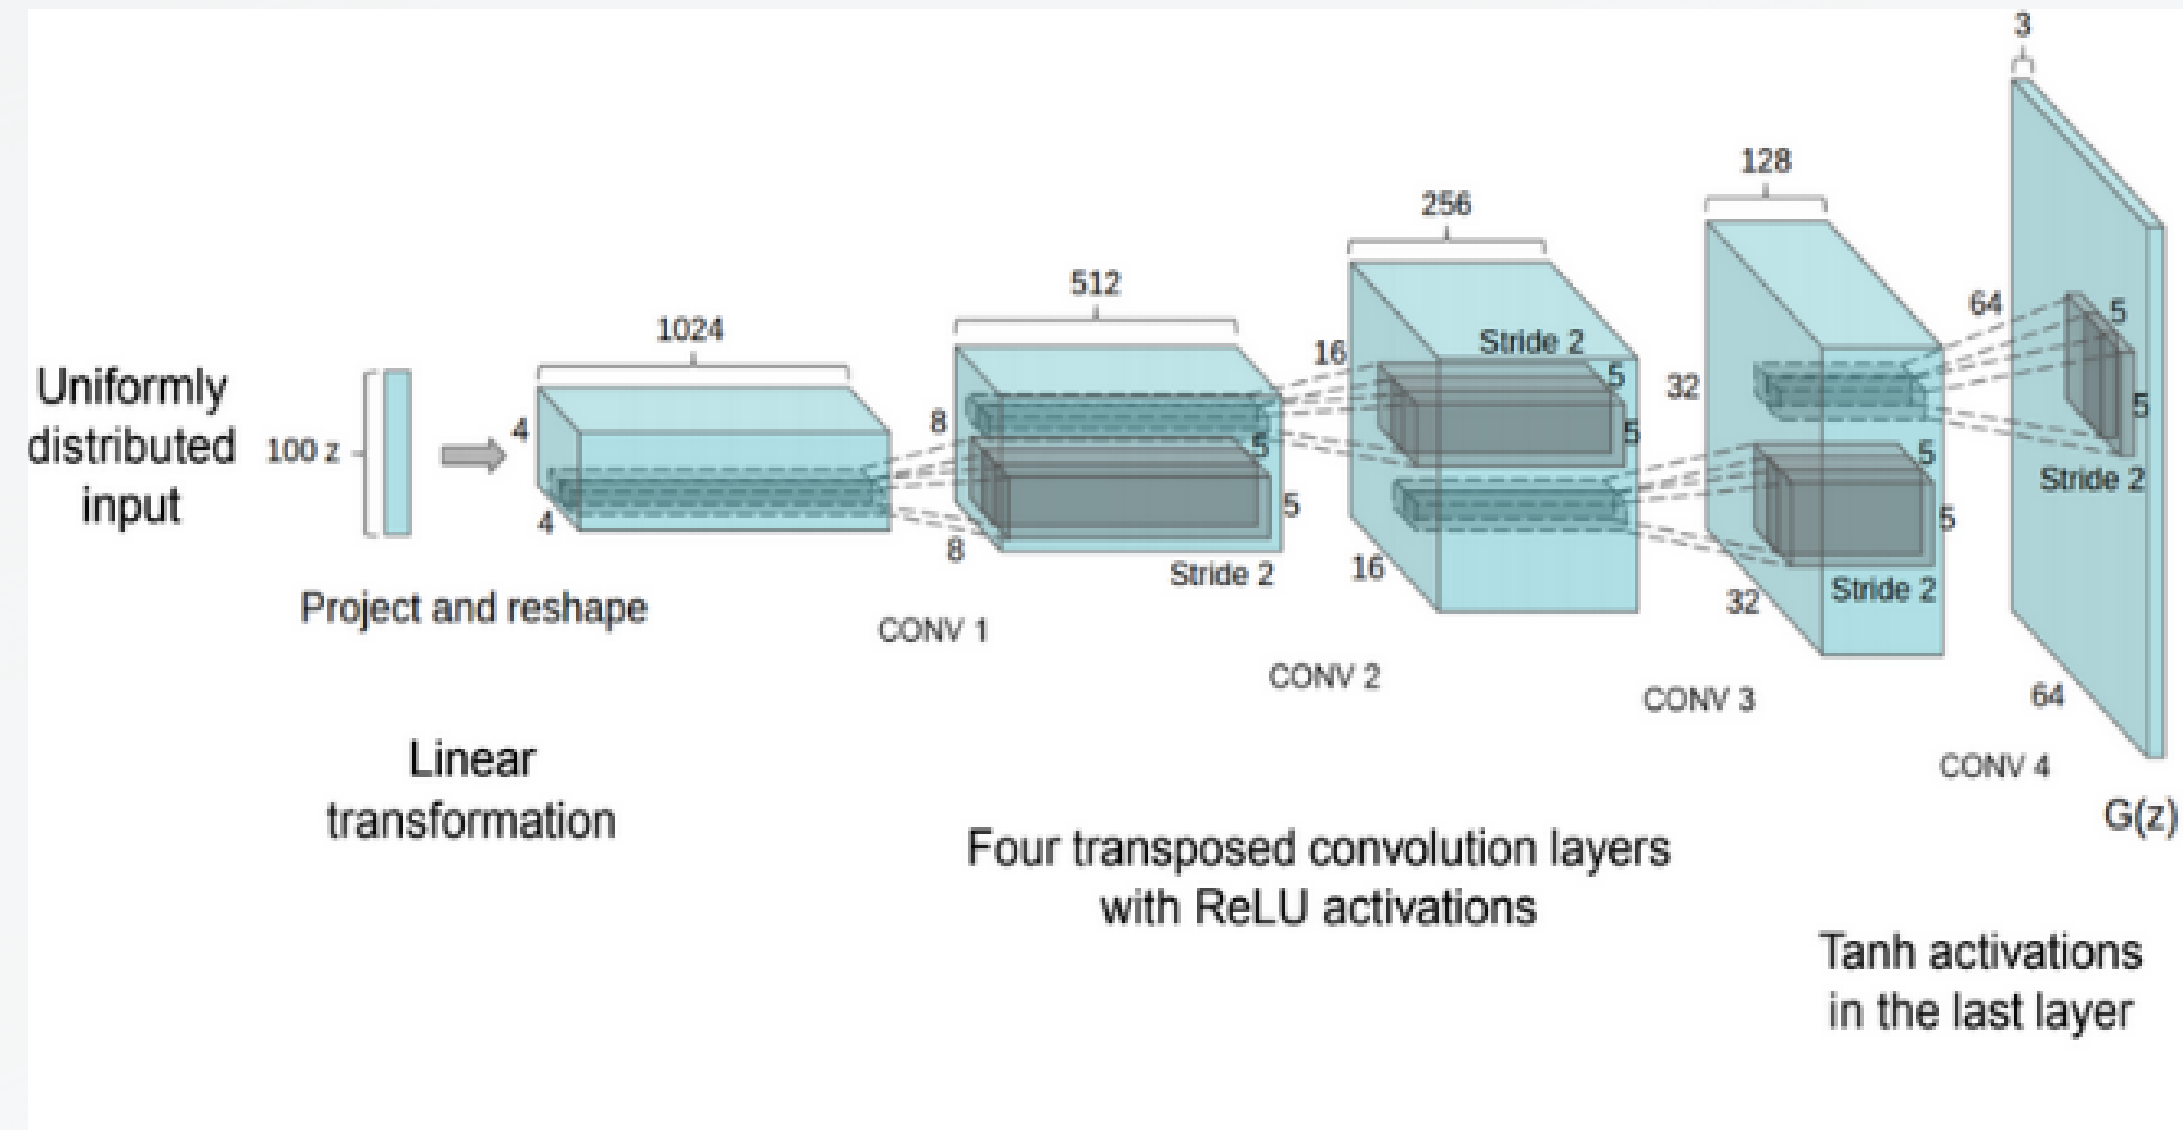 3
128
256
512
1024
64
5
5
Stride 2
16
Stride 2
5
5
32
Uniformly
distributed
input
100 z
4
4
8
5
5
8
Stride 2
16
5
5
32
Stride 2
64
Project and reshape
CONV 1
CONV 2
CONV 3
CONV 4
G(z)
Linear
transformation
Four transposed convolution layers
with ReLU activations
Tanh activations
in the last layer